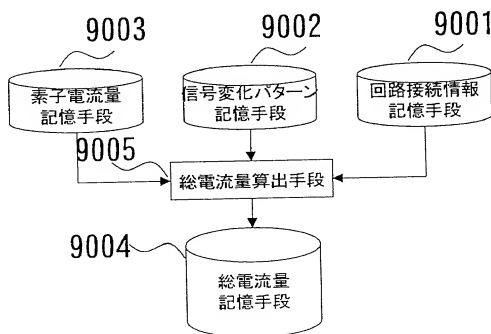 9003
9002
9001
素子電流量
記憶手段
信号変化パターン
記憶手段
回路接続情報
記憶手段
9005
総電流量算出手段
9004
総電流量
記憶手段